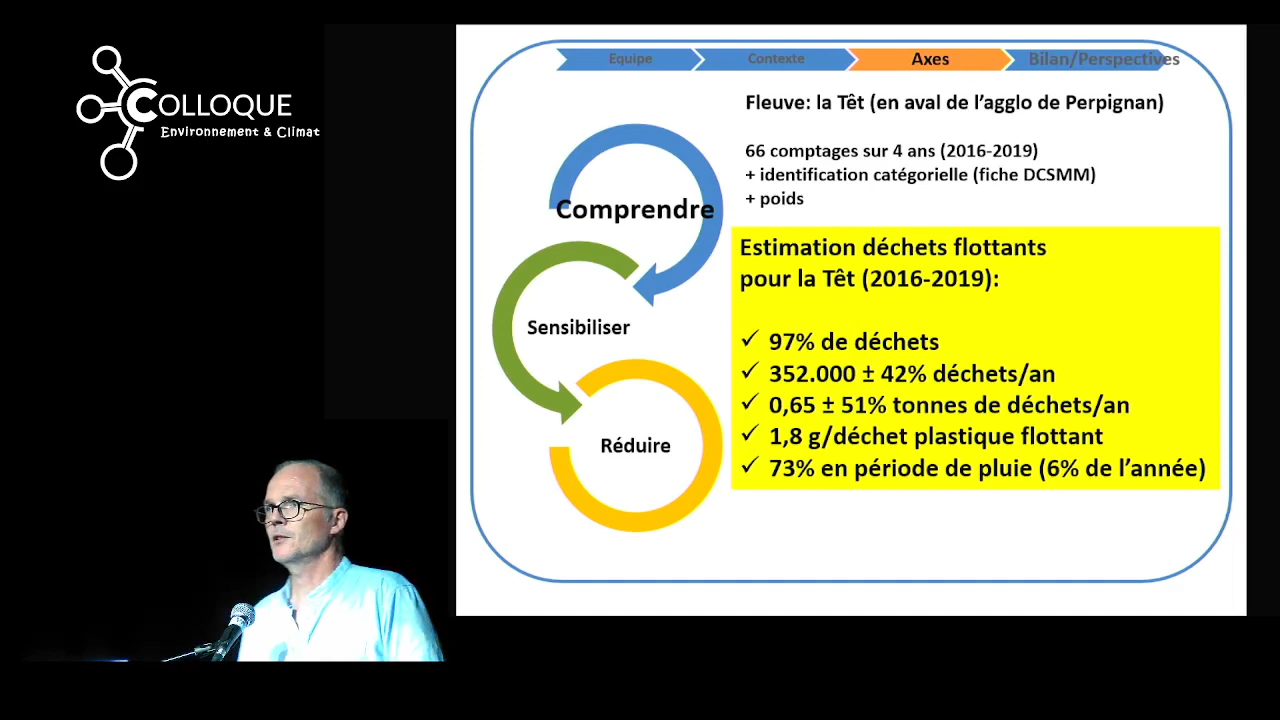 COLLOQUE
Environnement & Climat
Equipe
Contexte
Axes
Bilan/Perspectives
Fleuve: la Têt (en aval de l’agglo de Perpignan)
66 comptages sur 4 ans (2016-2019)
+ identification catégorielle (fiche DCSMM)
+ poids
Comprendre
Sensibiliser
Réduire
Estimation déchets flottants
pour la Têt (2016-2019):
✓ 97% de déchets
✓ 352.000 ± 42% déchets/an
✓ 0,65 ± 51% tonnes de déchets/an
✓ 1,8 g/déchet plastique flottant
✓ 73% en période de pluie (6% de l’année)